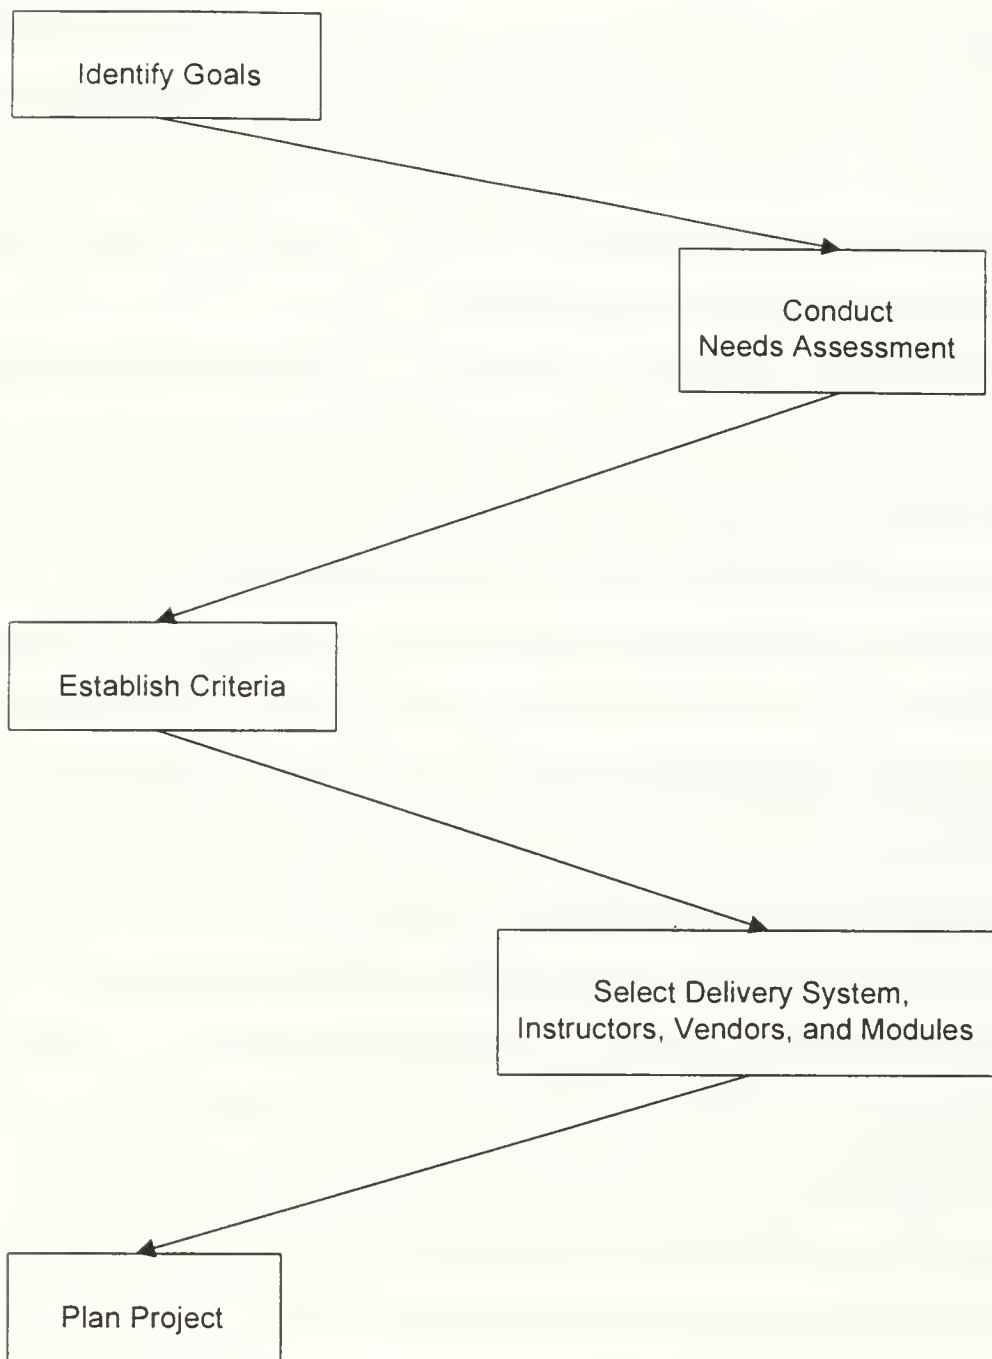 Identify Goals
Conduct
Needs Assessment
Establish Criteria
Select Delivery System,
Instructors, Vendors, and Modules
Plan Project